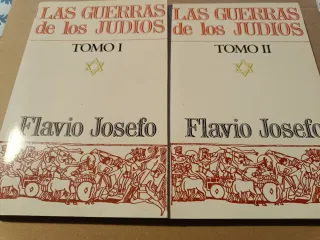 LAS GUERRAS
de los JUDIOS
TOMO I
Flavio Josefo
LAS GUERRAS
de los JUDIOS
TOMO II
Flavio Josefo